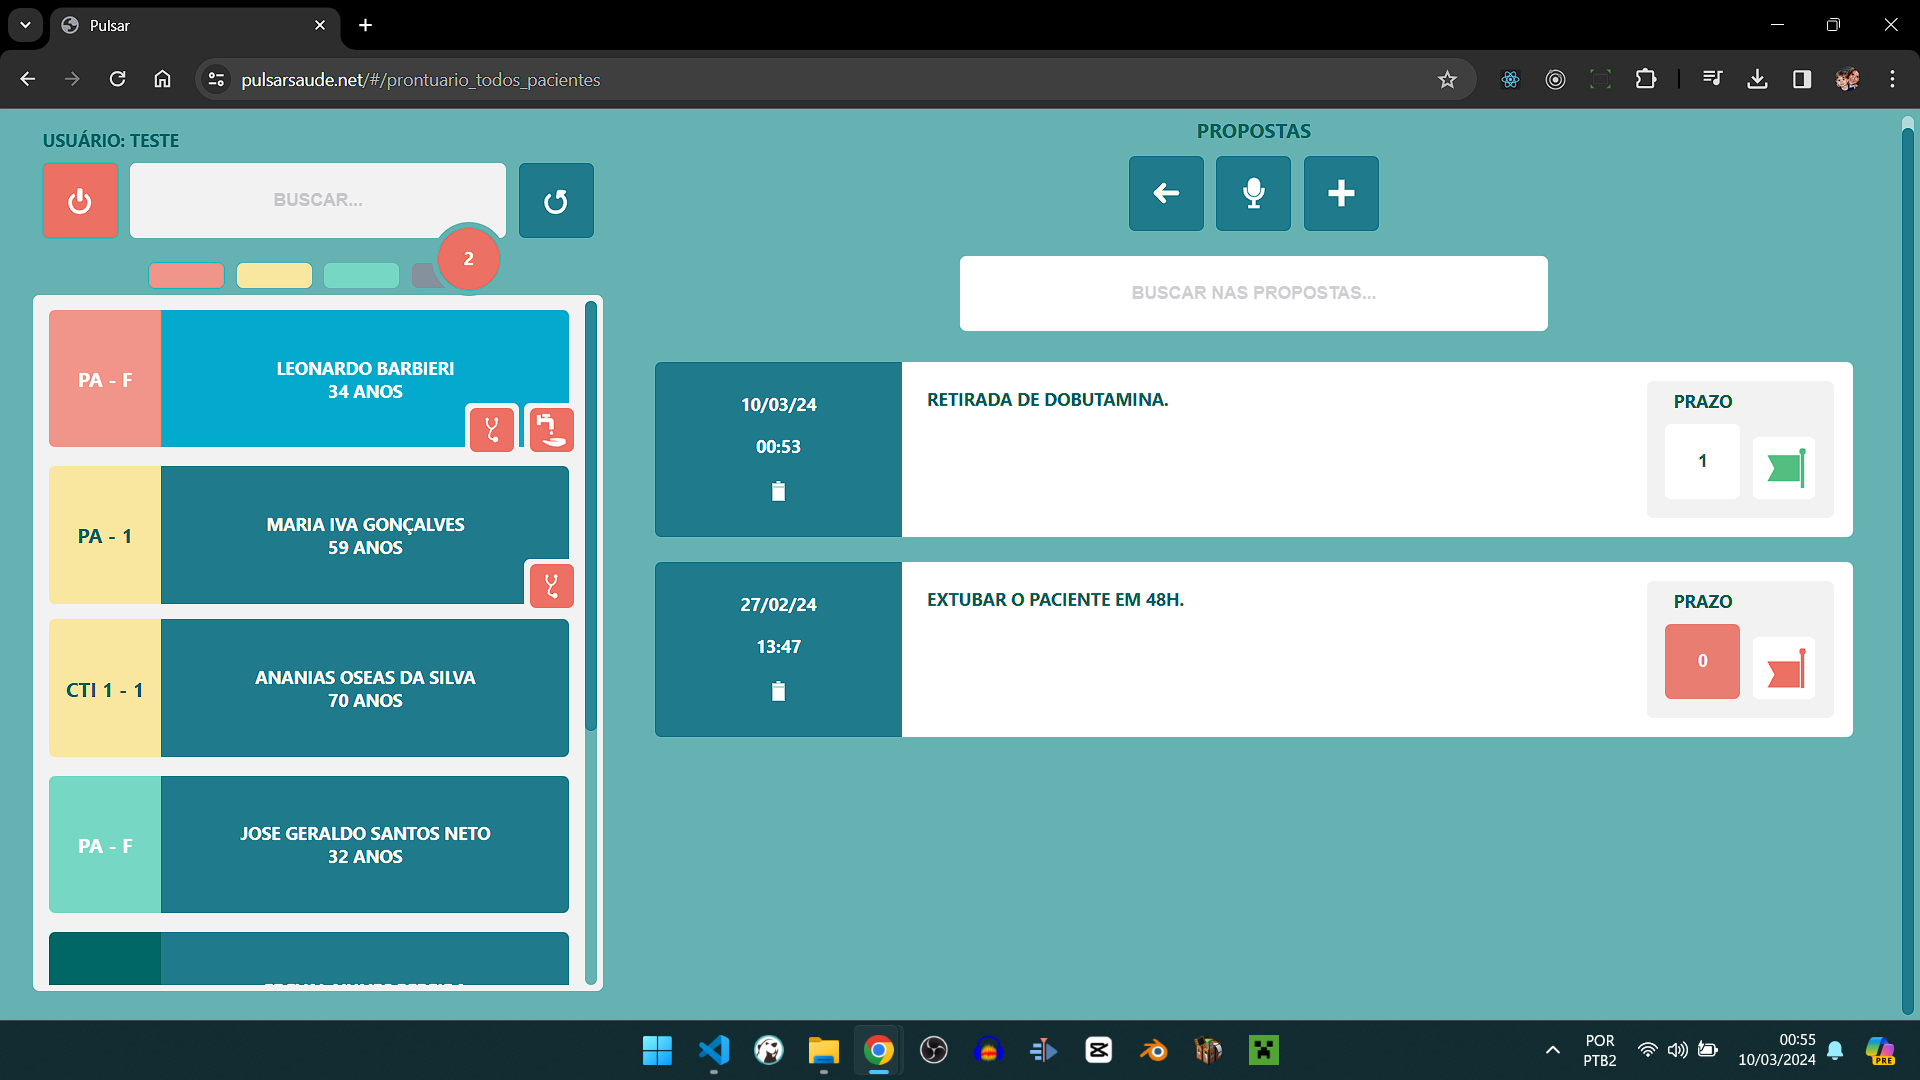 Pulsar
pulsarsaude.net/#/prontuario_todos_pacientes
USUÁRIO: TESTE
BUSCAR...
2
PA - F
LEONARDO BARBIERI
34 ANOS
PA - 1
MARIA IVA GONÇALVES
59 ANOS
CTI 1 - 1
ANANIAS OSEAS DA SILVA
70 ANOS
PA - F
JOSE GERALDO SANTOS NETO
32 ANOS
PROPOSTAS
BUSCAR NAS PROPOSTAS...
10/03/24
00:53
RETIRADA DE DOBUTAMINA.
PRAZO
1
27/02/24
13:47
EXTUBAR O PACIENTE EM 48H.
PRAZO
0
POR
PTB2
00:55
10/03/2024
PRE